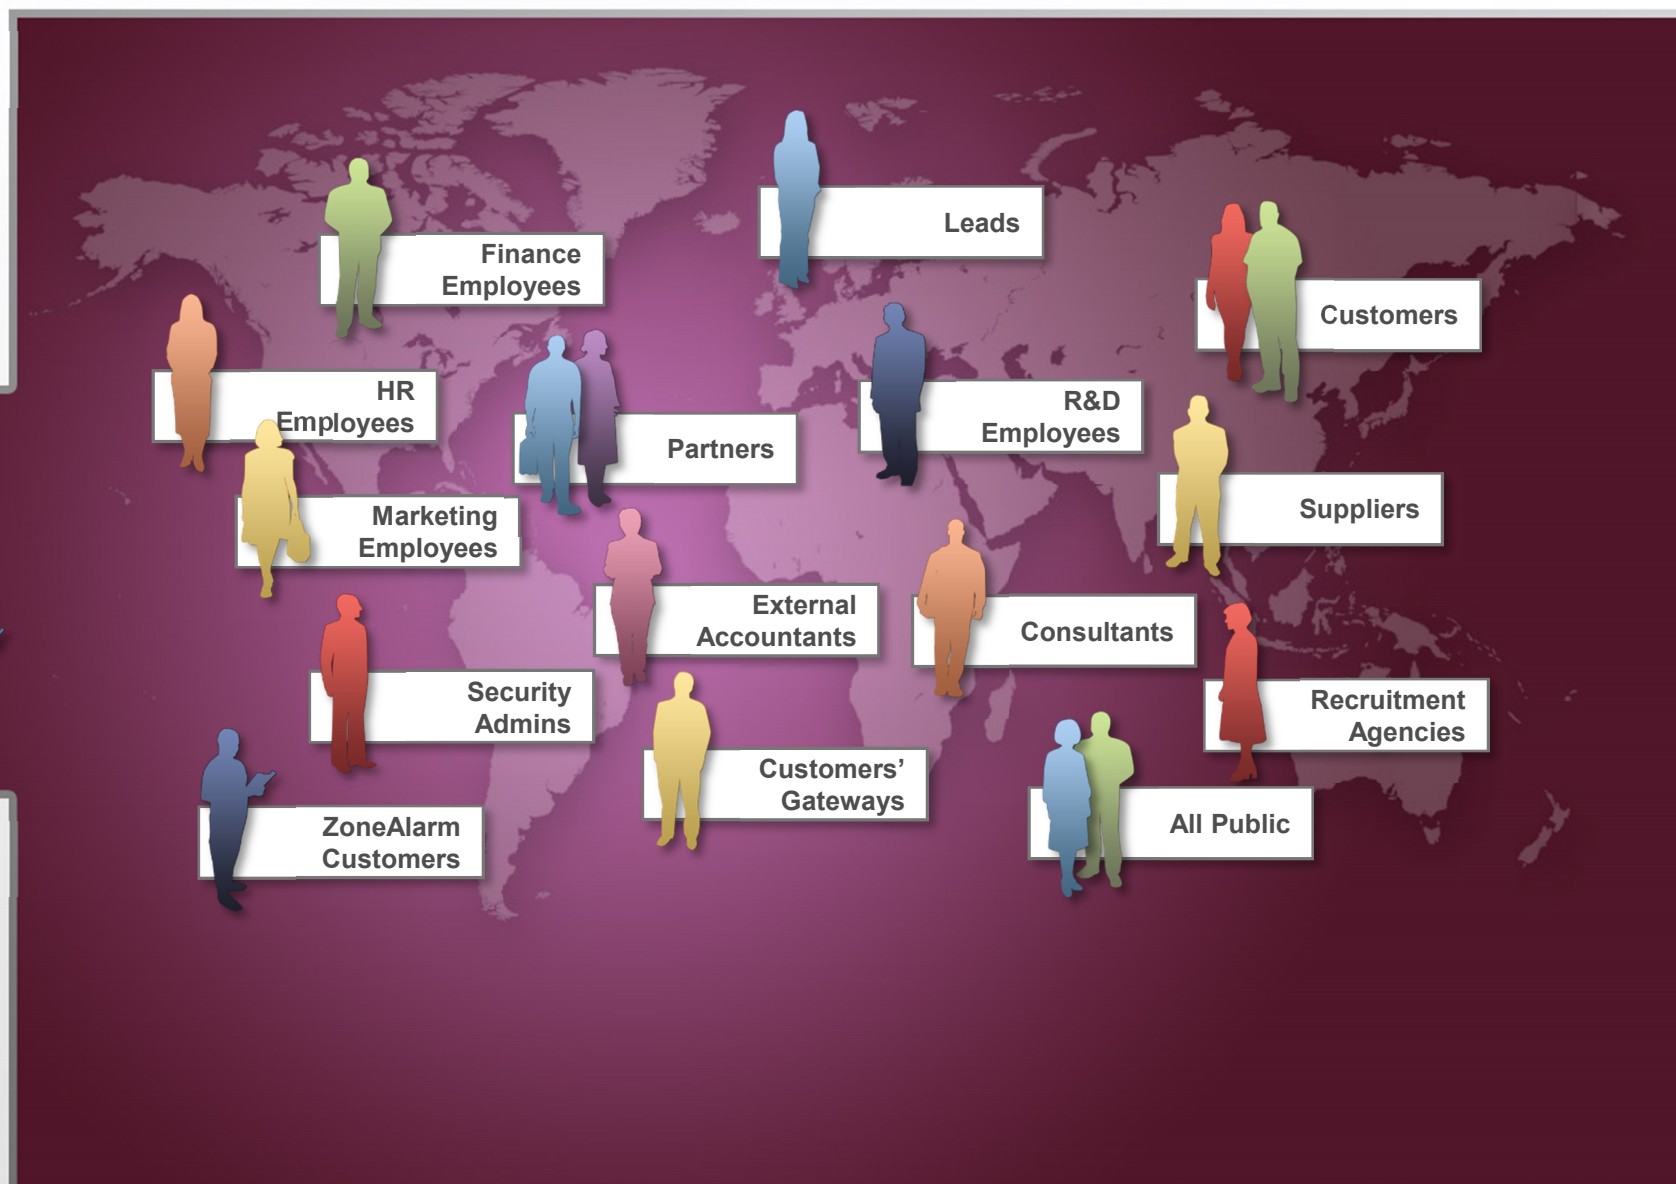 Leads
Finance
Employees
Customers
HR
Employees
R&D
Employees
Partners
Suppliers
Marketing
Employees
External
Accountants
Consultants
Security
Admins
Recruitment
Agencies
Customers’
Gateways
All Public
ZoneAlarm
Customers